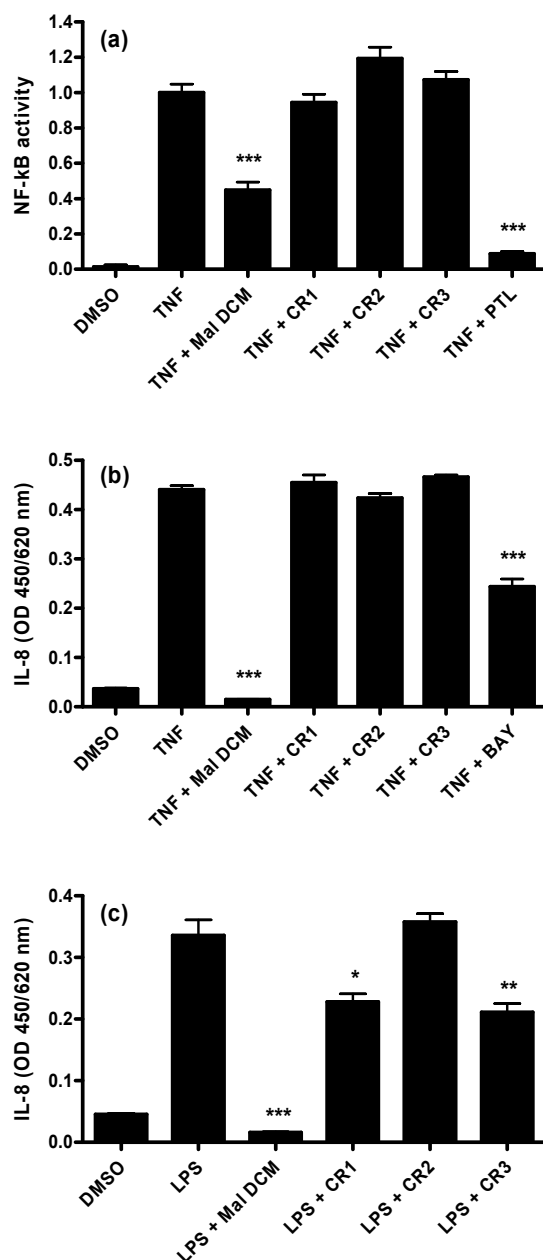 (a)
NF-kB activity
1.4
1.2
1.0
0.8
0.6
0.4
0.2
0.0
***
***
DMSO
TNF
TNF + Mal DCM
TNF + CR1
TNF + CR2
TNF + CR3
TNF + PTL
(b)
IL-8 (OD 450/620 nm)
0.5
0.4
0.3
0.2
0.1
0.0
***
***
DMSO
TNF
TNF + Mal DCM
TNF + CR1
TNF + CR2
TNF + CR3
TNF + BAY
(c)
IL-8 (OD 450/620 nm)
0.4
0.3
0.2
0.1
0.0
***
*
**
DMSO
LPS
LPS + Mal DCM
LPS + CR1
LPS + CR2
LPS + CR3